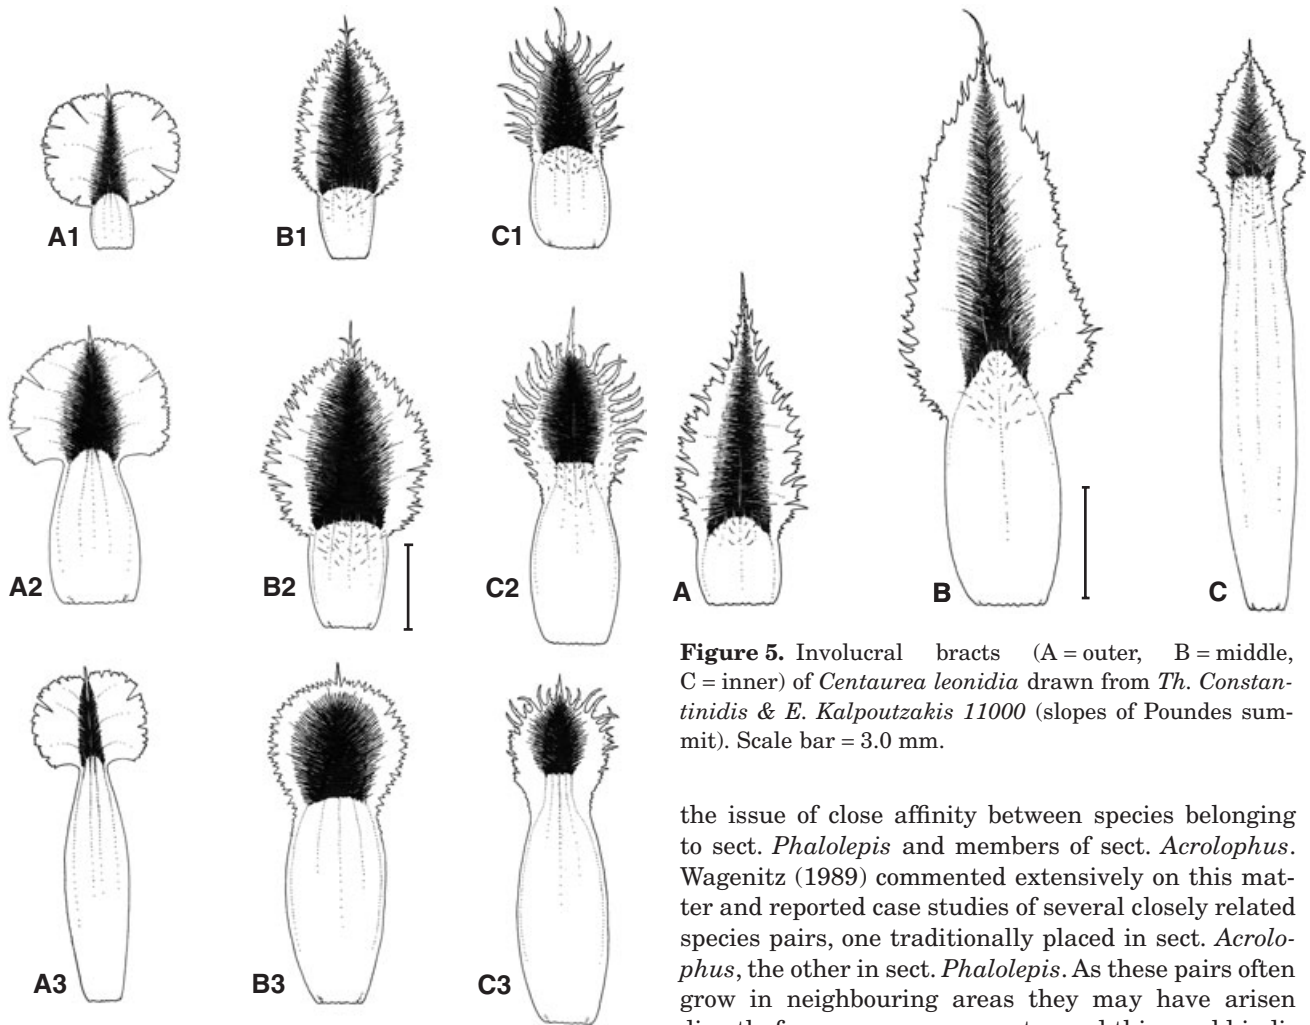 A1
B1
C1
A2
B2
C2
A3
B3
C3
A
B
C
Figure 5. Involucral bracts (A = outer, B = middle,
C = inner) of Centaurea leonidia drawn from Th. Constan-
tinidis & E. Kalpoutzakis 11000 (slopes of Poundes sum-
mit). Scale bar = 3.0 mm.
the issue of close affinity between species belonging
to sect. Phalolepis and members of sect. Acrolophus.
Wagenitz (1989) commented extensively on this mat-
ter and reported case studies of several closely related
species pairs, one traditionally placed in sect. Acrolo-
phus, the other in sect. Phalolepis. As these pairs often
grow in neighbouring areas they may have arisen